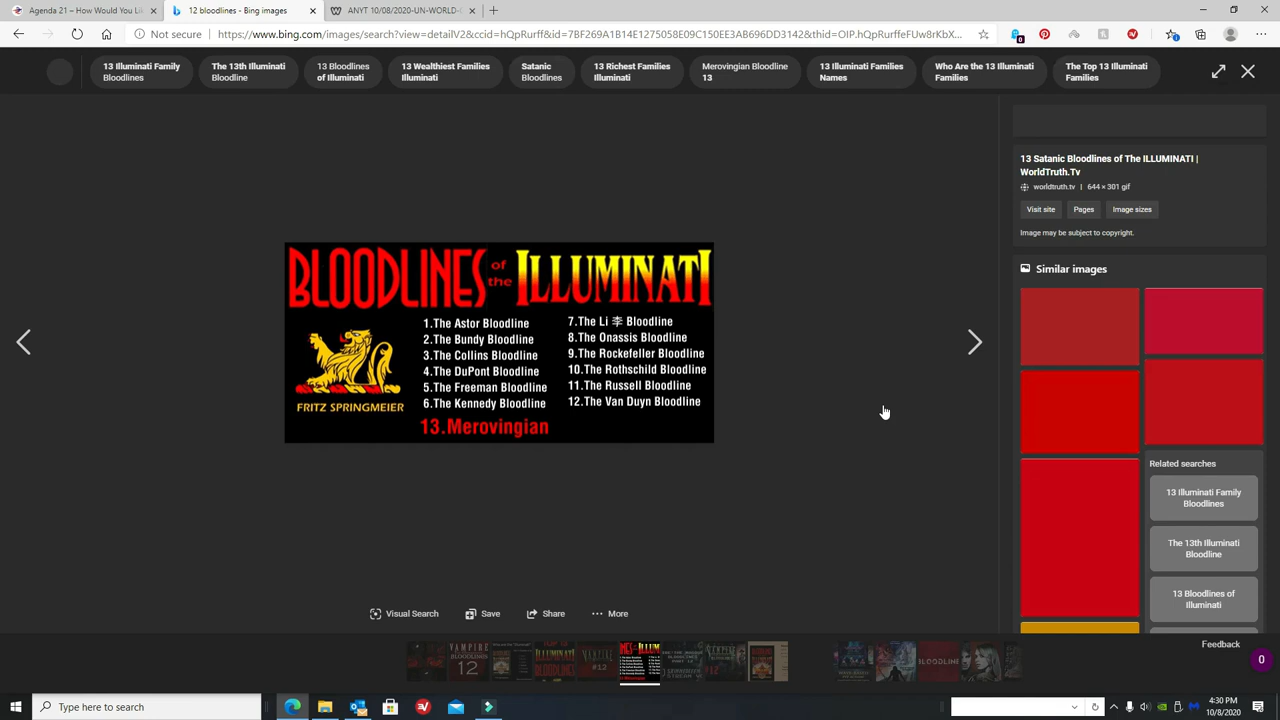 Agenda 21 – How Would You Li
12 bloodlines - Bing images
ANYT 10/08/2020-UN-WORLD-
Not secure
https://www.bing.com/images/search?view=detailV2&ccid=hQpRurff&id=7BF269A1B14E1275058E09C150EE3AB696DD3142&thid=OIP.hQpRurffeFUw8rKbX...
13 Illuminati Family
Bloodlines
The 13th Illuminati
Bloodline
13 Bloodlines
of Illuminati
13 Wealthiest Families
Illuminati
Satanic
Bloodlines
13 Richest Families
Illuminati
Merovingian Bloodline
13
13 Illuminati Families
Names
Who Are the 13 Illuminati
Families
The Top 13 Illuminati
Families
BLOODLINES of the ILLUMINATI
1.The Astor Bloodline
2.The Bundy Bloodline
3.The Collins Bloodline
4.The DuPont Bloodline
5.The Freeman Bloodline
6.The Kennedy Bloodline
7.The Li 李 Bloodline
8.The Onassis Bloodline
9.The Rockefeller Bloodline
10.The Rothschild Bloodline
11.The Russell Bloodline
12.The Van Duyn Bloodline
FRITZ SPRINGMEIER
13.Merovingian
13 Satanic Bloodlines of The ILLUMINATI |
WorldTruth.Tv
worldtruth.tv | 644 × 301 gif
Visit site
Pages
Image sizes
Image may be subject to copyright.
Similar images
Related searches
13 Illuminati Family
Bloodlines
The 13th Illuminati
Bloodline
13 Bloodlines of
Illuminati
Visual Search
Save
Share
More
VAMPIRE
BLOODLINES
12
BLOODLINE
Feedback
0
Type here to search
4:30 PM
10/8/2020